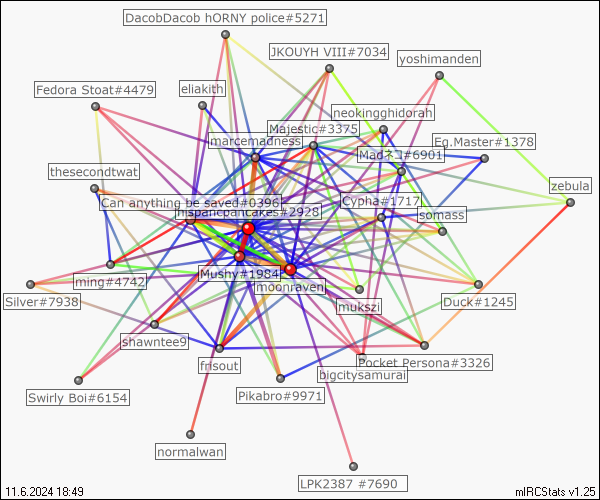 DacobDacob hORNY police#5271
JKOUYH VIII#7034
yoshimanden
Fedora Stoat#4479
eliakith
neokingghidorah
Majestic#3375
marcemadness
Eg.Master#1378
thesecondtwat
zebula
Can anything be saved#0396
Cypha#1717
hispanicpancakes#2928
somass
Mushy#1984
ming#4742
moonraven
Silver#7938
mukszi
Duck#1245
shawntee9
frisout
Pocket Persona#3326
bigcitysamurai
Swirly Boi#6154
Pikabro#9971
normalwan
LPK2387 #7690
11.6.2024 18:49
mIRCStats v1.25